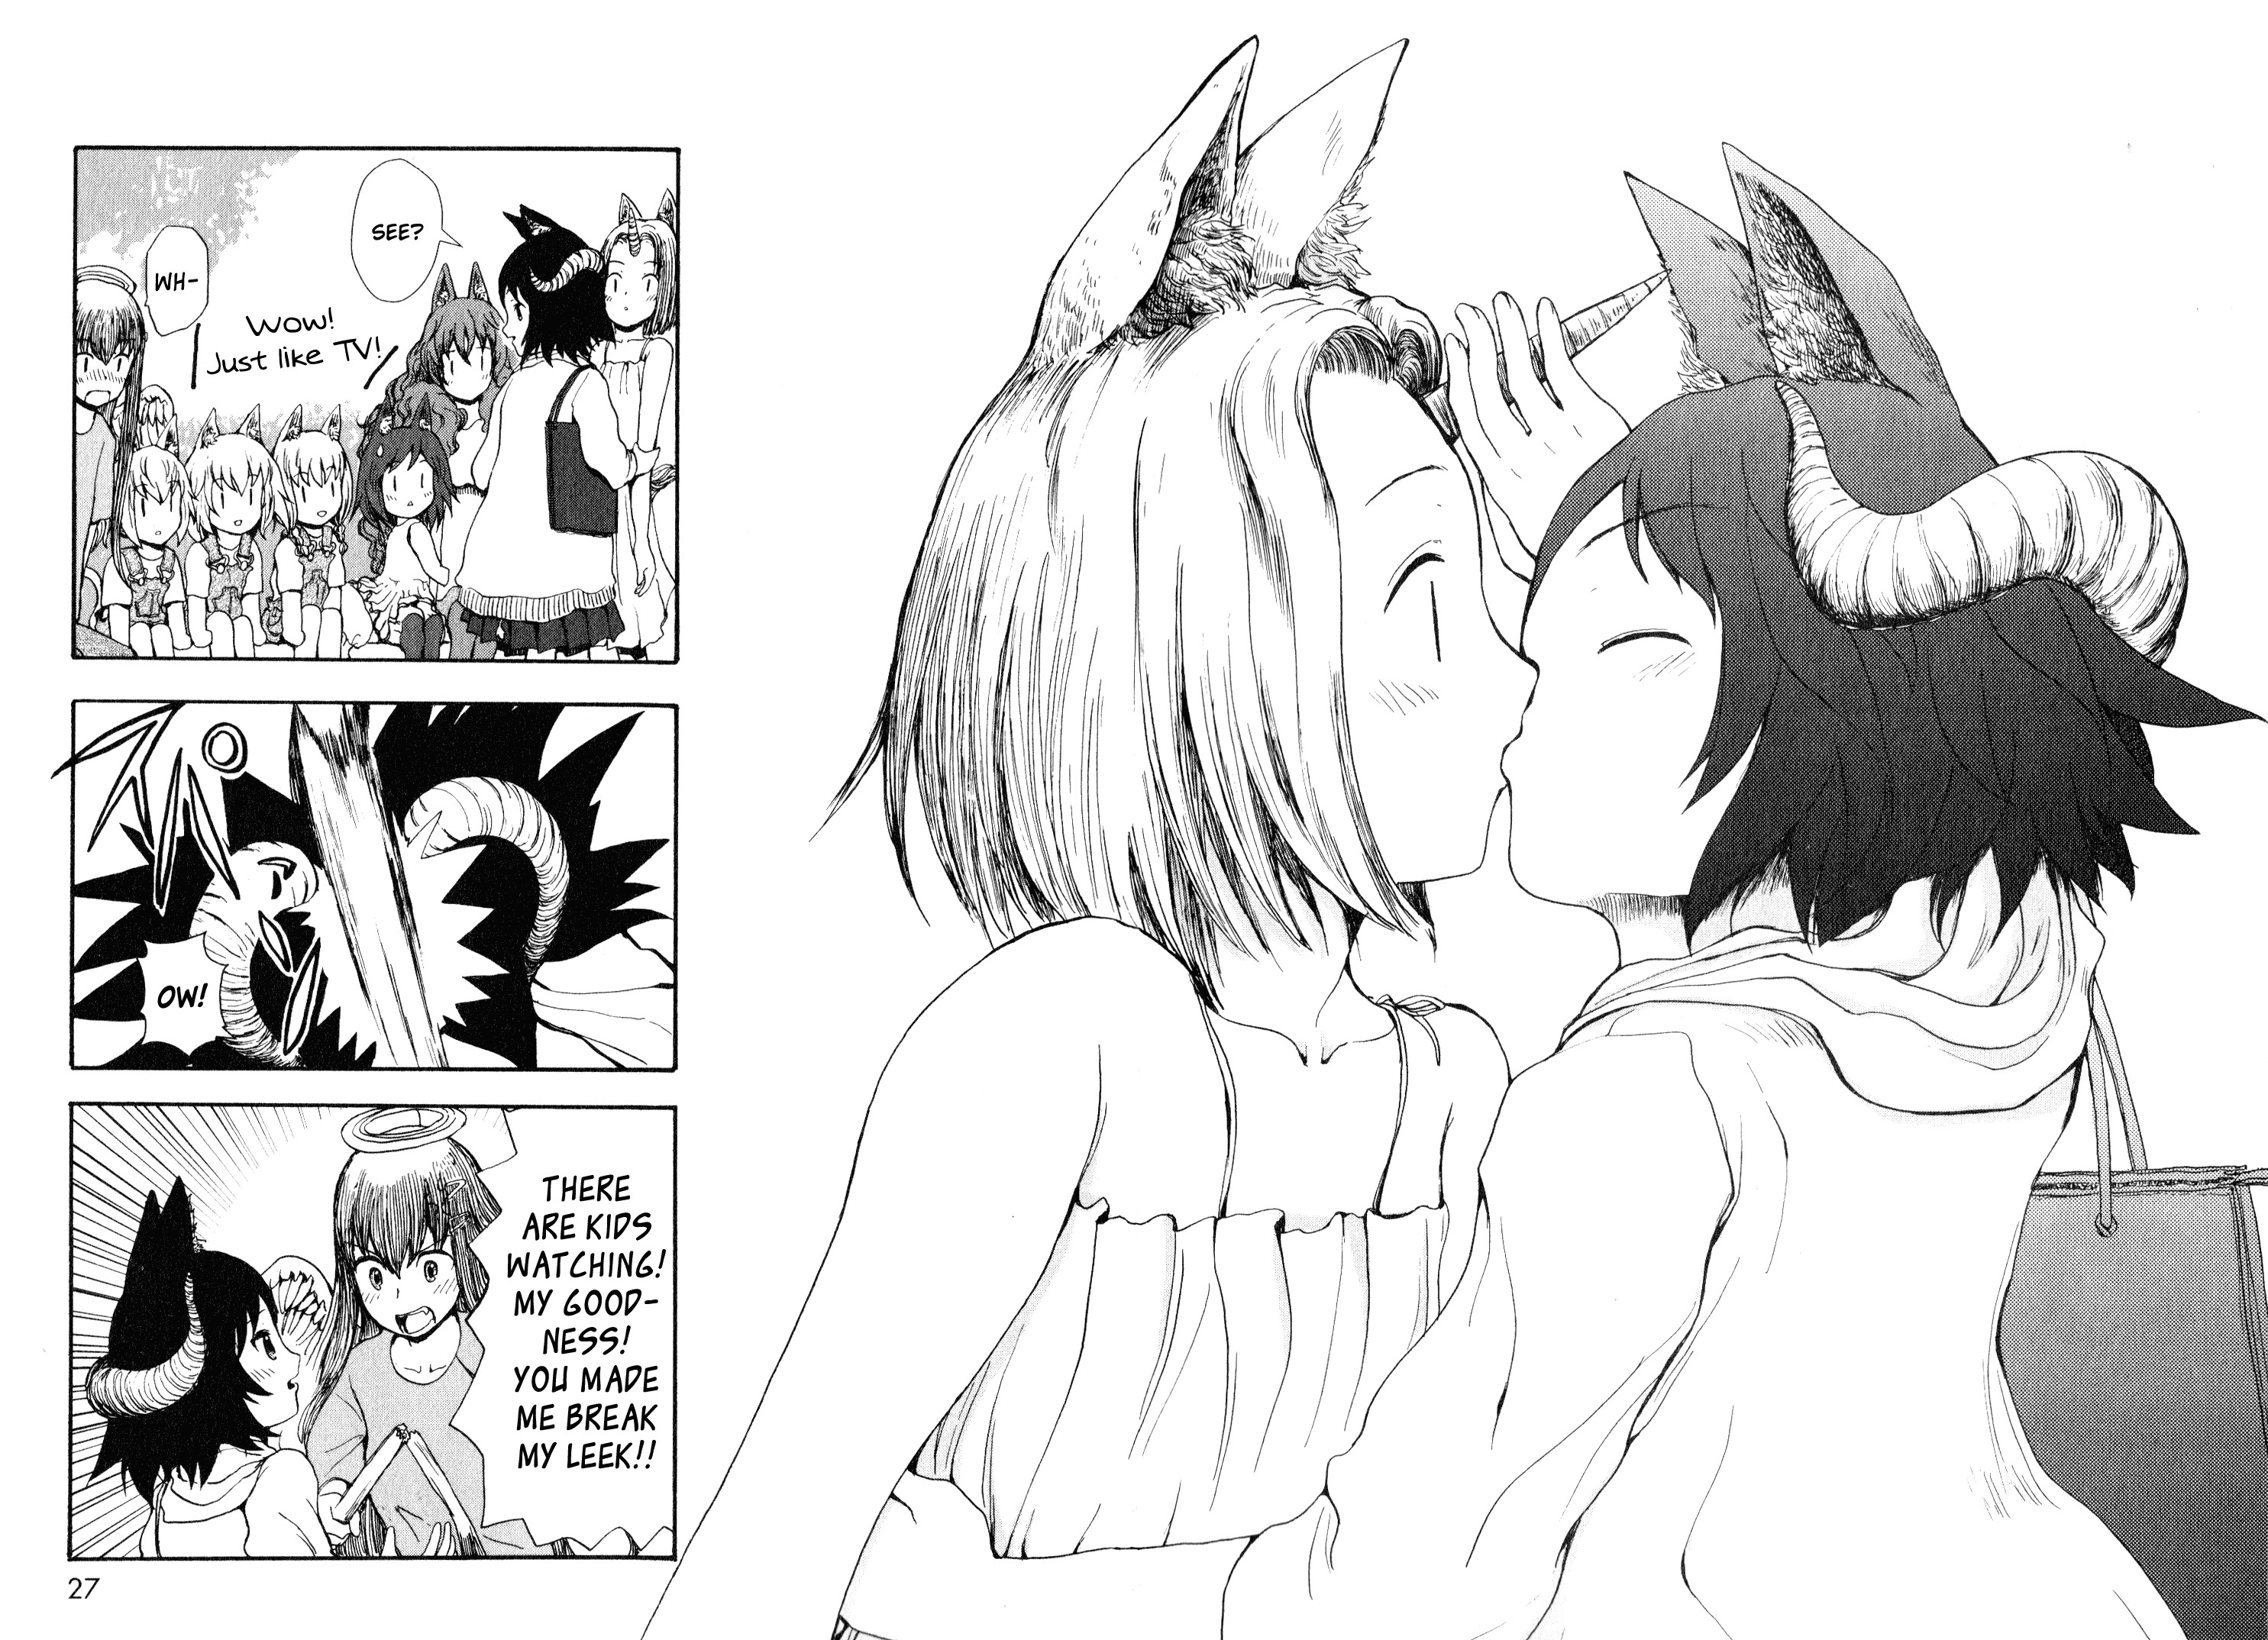 SEE?
Wow!
Just like TV!
WH-
OW!
THERE
ARE KIDS
WATCHING!
MY GOOD-
NESS!
YOU MADE
ME BREAK
MY LEEK!!
27